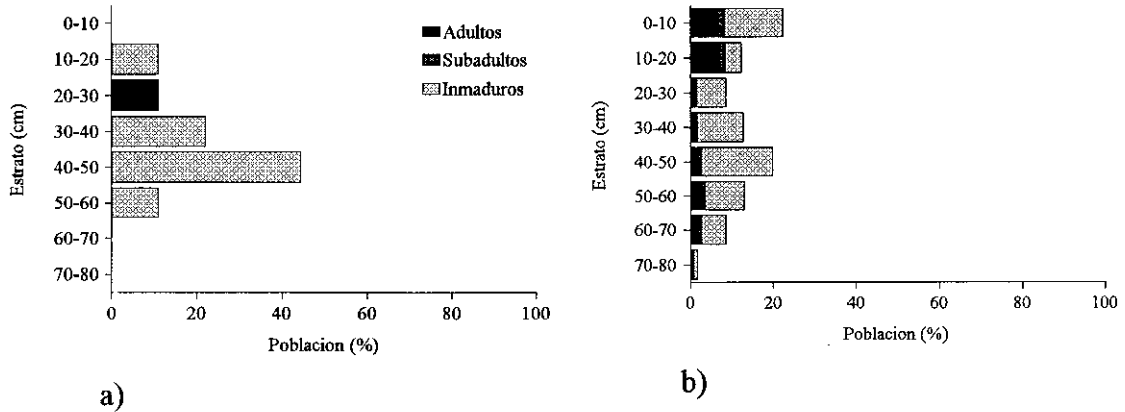 Estrato (cm)
0-10
10-20
20-30
30-40
40-50
50-60
60-70
70-80
0 20 40 60 80 100
Poblacion (%)
Adultos
Subadultos
Inmaduros
a)
Estrato (cm)
0-10
10-20
20-30
30-40
40-50
50-60
60-70
70-80
0 20 40 60 80 100
Poblacion (%)
b)